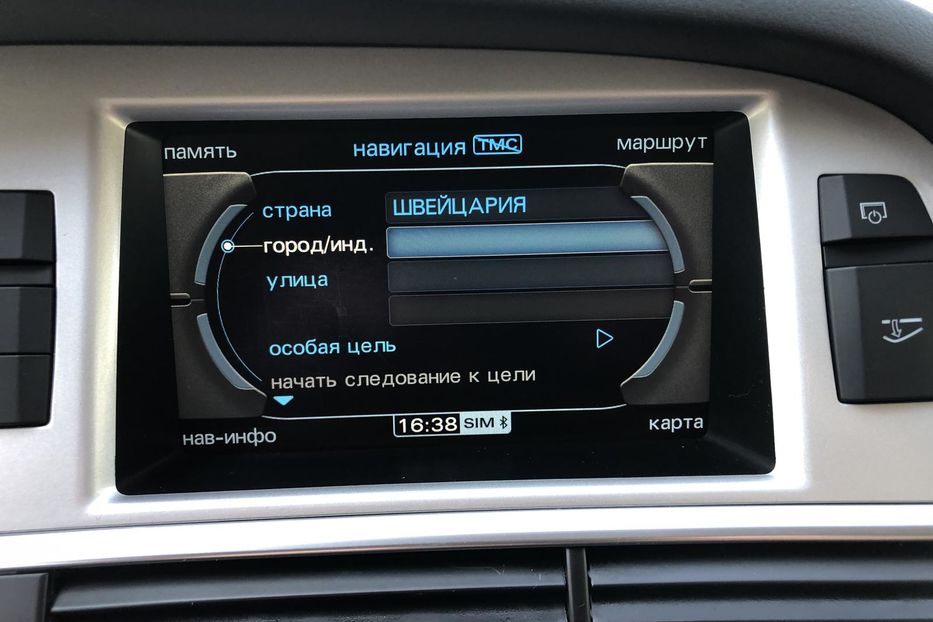 память навигация TMC маршрут
страна ШВЕЙЦАРИЯ
город/инд.
улица
особая цель
начать следование к цели
нав-инфо 16:38 SIM карта